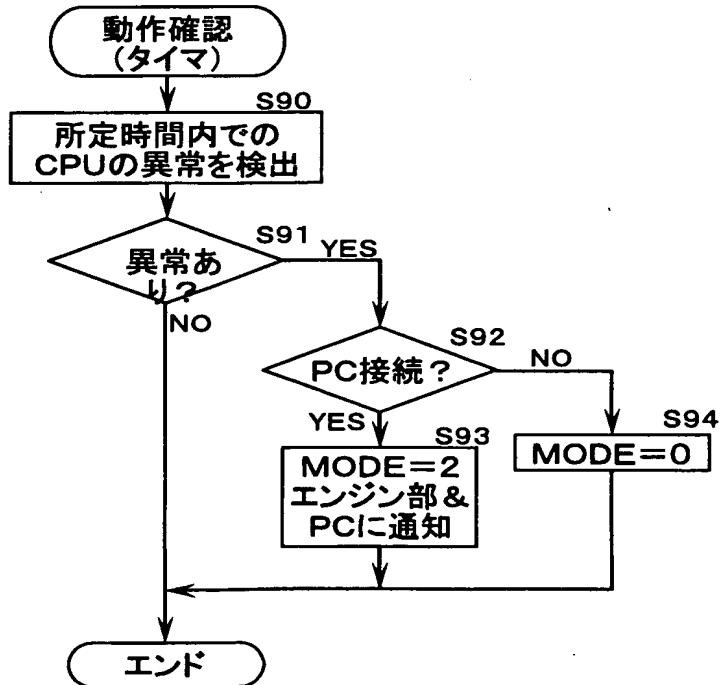 動作確認
(タイマ)
S90
所定時間内での
CPUの異常を検出
S91
異常あ
り?
YES
NO
S92
PC接続?
NO
YES
S93
S94
MODE=2
エンジン部&
PCに通知
MODE=0
エンド